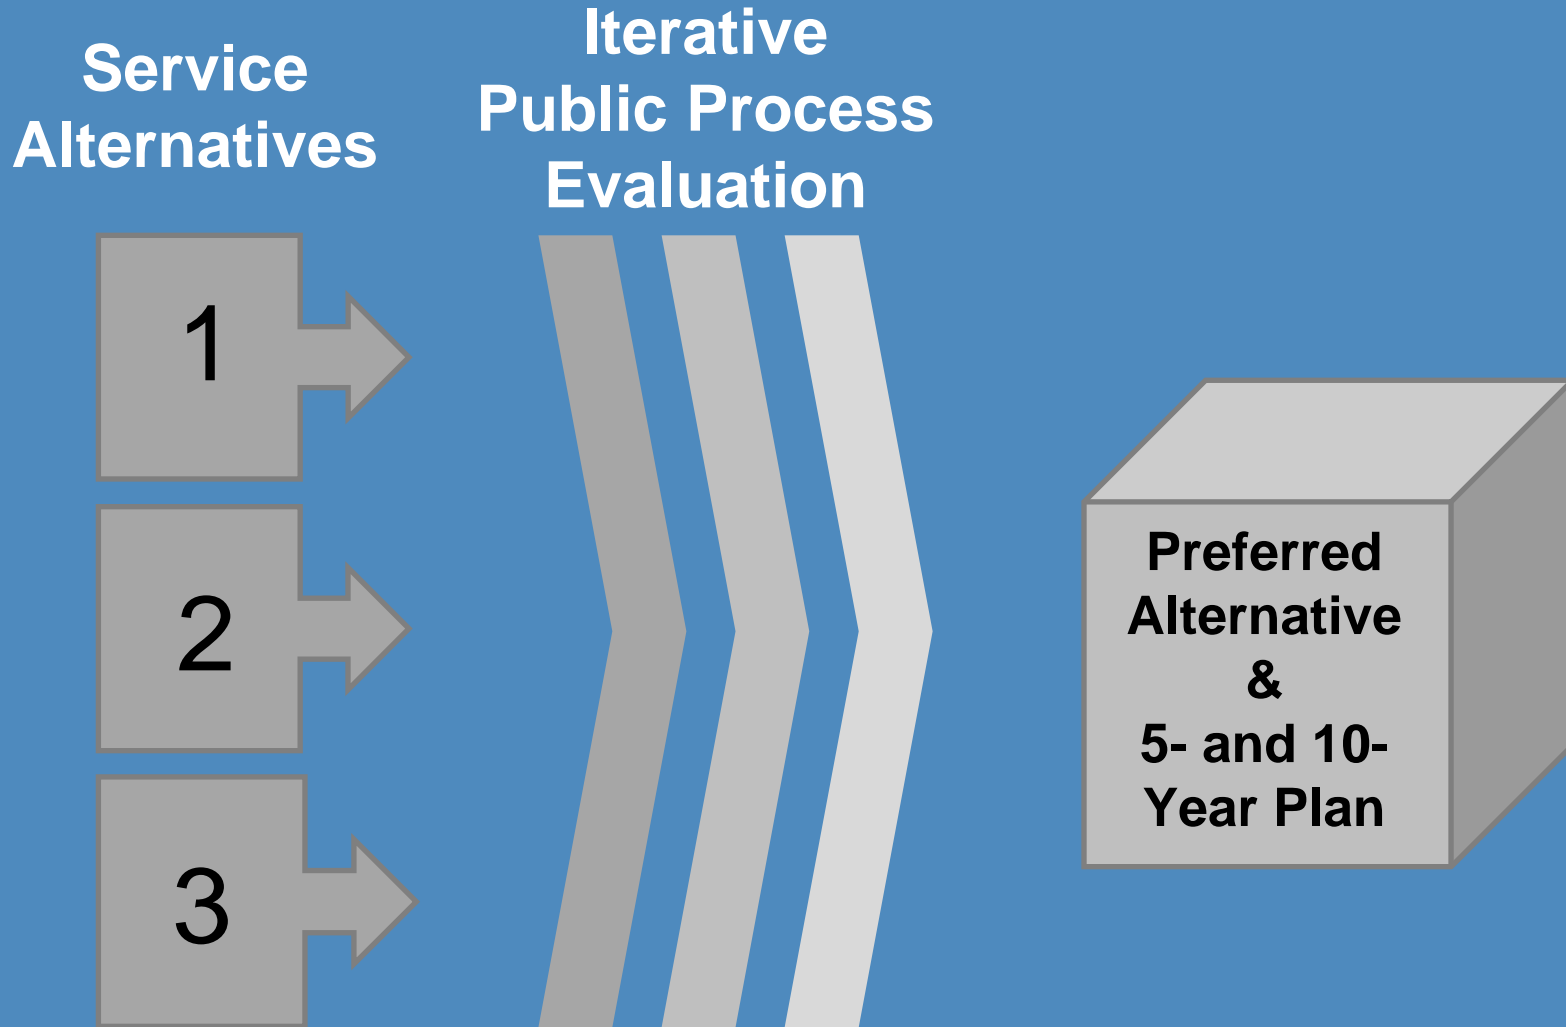 Service
Alternatives
Iterative
Public Process
Evaluation
1
2
3
Preferred
Alternative
&
5- and 10-
Year Plan